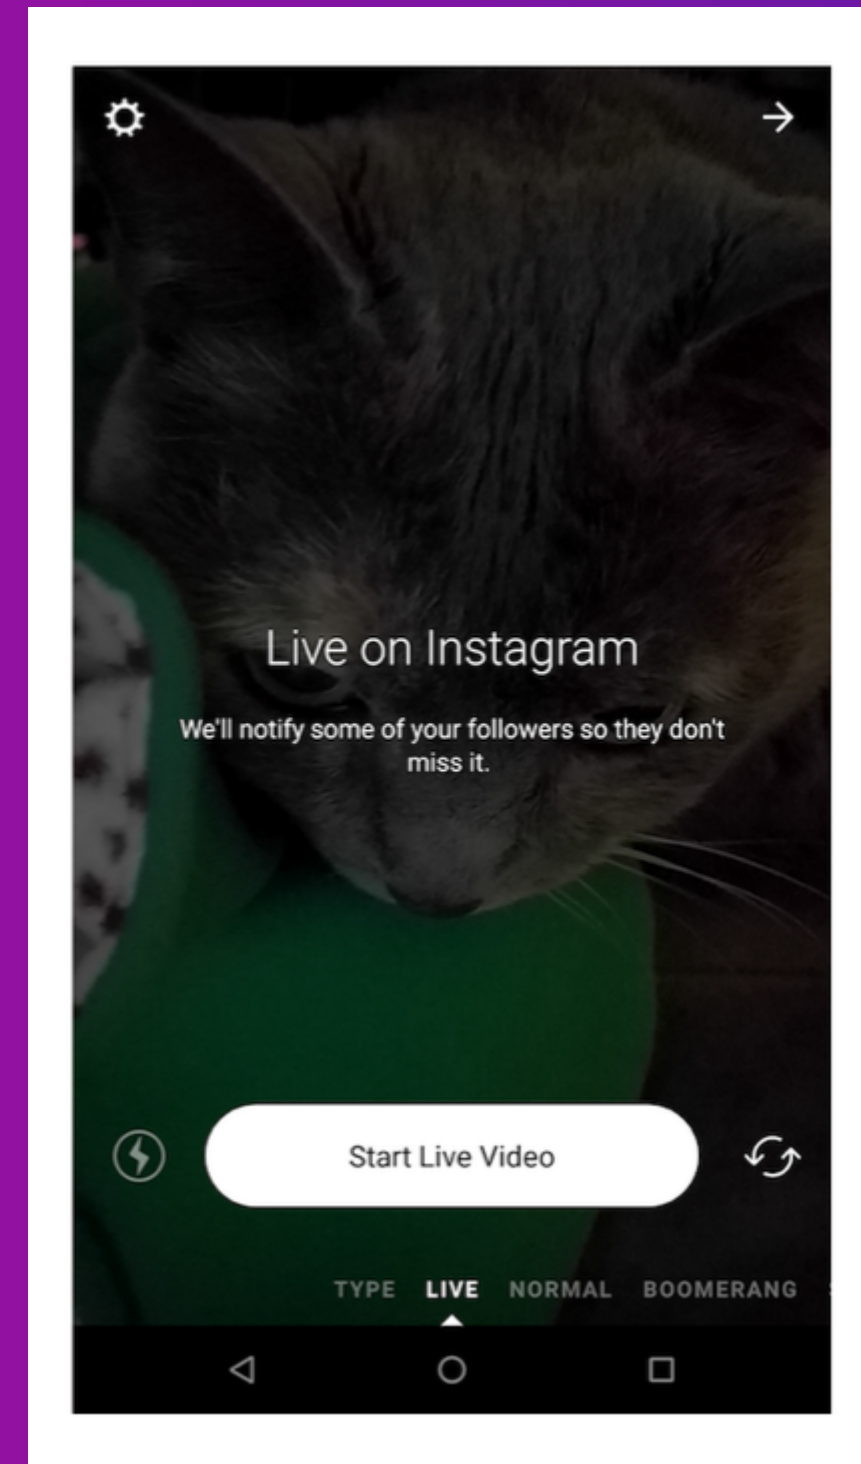 Live on Instagram
We'll notify some of your followers so they don't
miss it.
Start Live Video
TYPE LIVE NORMAL BOOMERANG